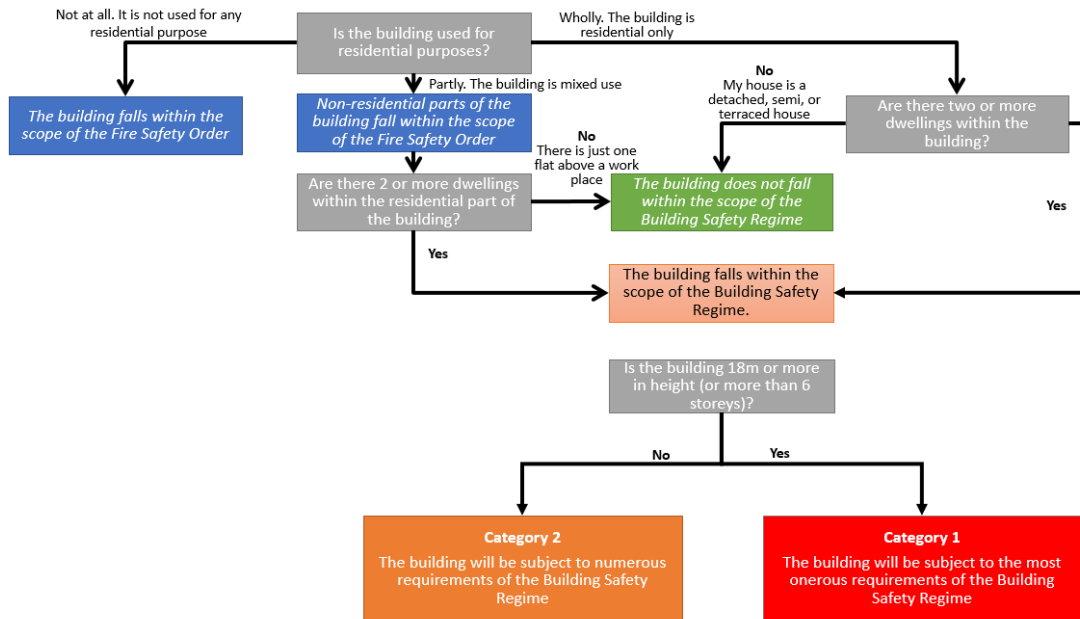 Not at all. It is not used for any
residential purpose
Is the building used for
residential purposes?
Wholly. The building is
residential only
Partly. The building is mixed use
The building falls within the
scope of the Fire Safety Order
Non-residential parts of the
building fall within the scope
of the Fire Safety Order
No
My house is a
detached, semi, or
terraced house
Are there two or more
dwellings within the
building?
No
There is just one
flat above a work
place
Are there 2 or more dwellings
within the residential part of
the building?
The building does not fall
within the scope of the
Building Safety Regime
Yes
Yes
The building falls within the
scope of the Building Safety
Regime.
Is the building 18m or more
in height (or more than 6
storeys)?
No
Yes
Category 2
The building will be subject to numerous
requirements of the Building Safety
Regime
Category 1
The building will be subject to the most
onerous requirements of the Building
Safety Regime